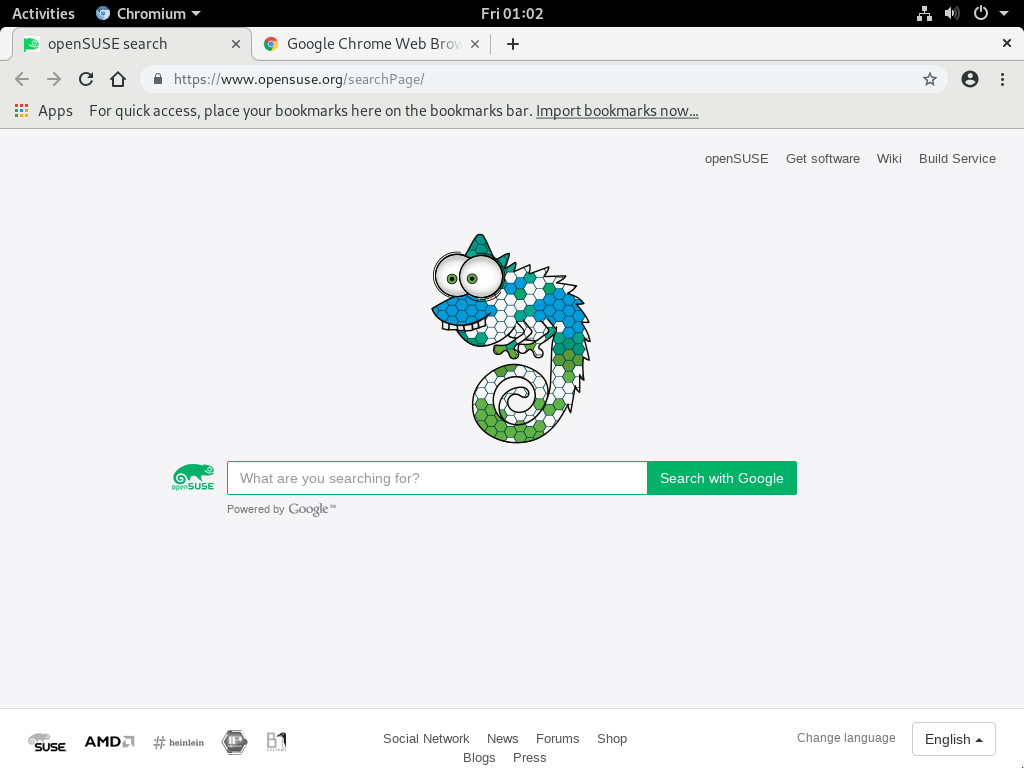 Activities Chromium Fri 01:02
openSUSE search Google Chrome Web Brow
https://www.opensuse.org/searchPage/
Apps For quick access, place your bookmarks here on the bookmarks bar. Import bookmarks now...
openSUSE Get software Wiki Build Service
openSUSE What are you searching for? Search with Google
Powered by Google™
SUSE AMD # heinlein B1 Social Network News Forums Shop Change language English
Blogs Press